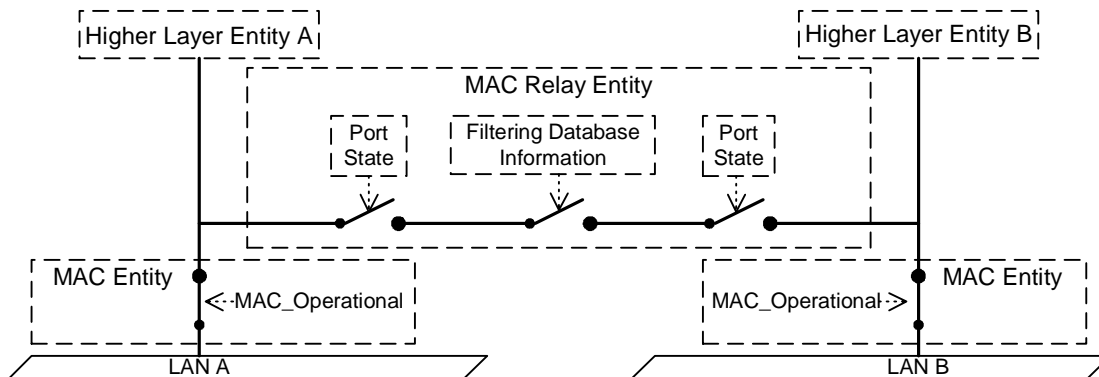 Higher Layer Entity A
Higher Layer Entity B
MAC Relay Entity
Port
State
Filtering Database
Information
Port
State
MAC Entity
MAC_Operational
MAC Entity
MAC_Operational
LAN A
LAN B